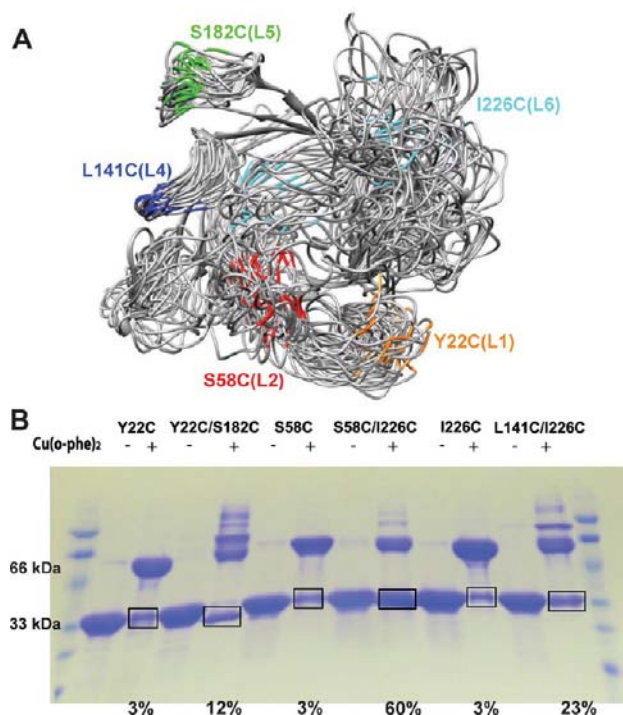 A
S182C(L5)
I226C(L6)
L141C(L4)
S58C(L2)
Y22C(L1)
B
Y22C Y22C/S182C S58C S58C/I226C I226C L141C/I226C
Cu(o-phe)₂ - + - + - + - + - + - +
66 kDa
33 kDa
3% 12% 3% 60% 3% 23%